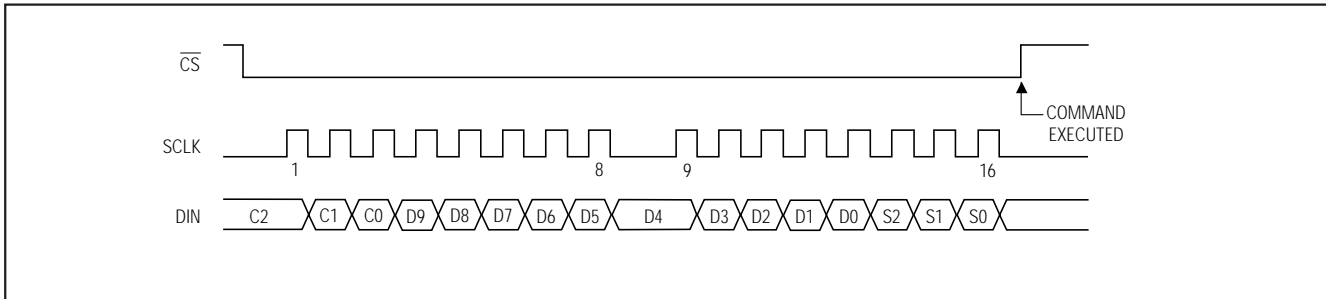 CS
COMMAND
EXECUTED
SCLK
1 8 9 16
DIN C2 C1 C0 D9 D8 D7 D6 D5 D4 D3 D2 D1 D0 S2 S1 S0